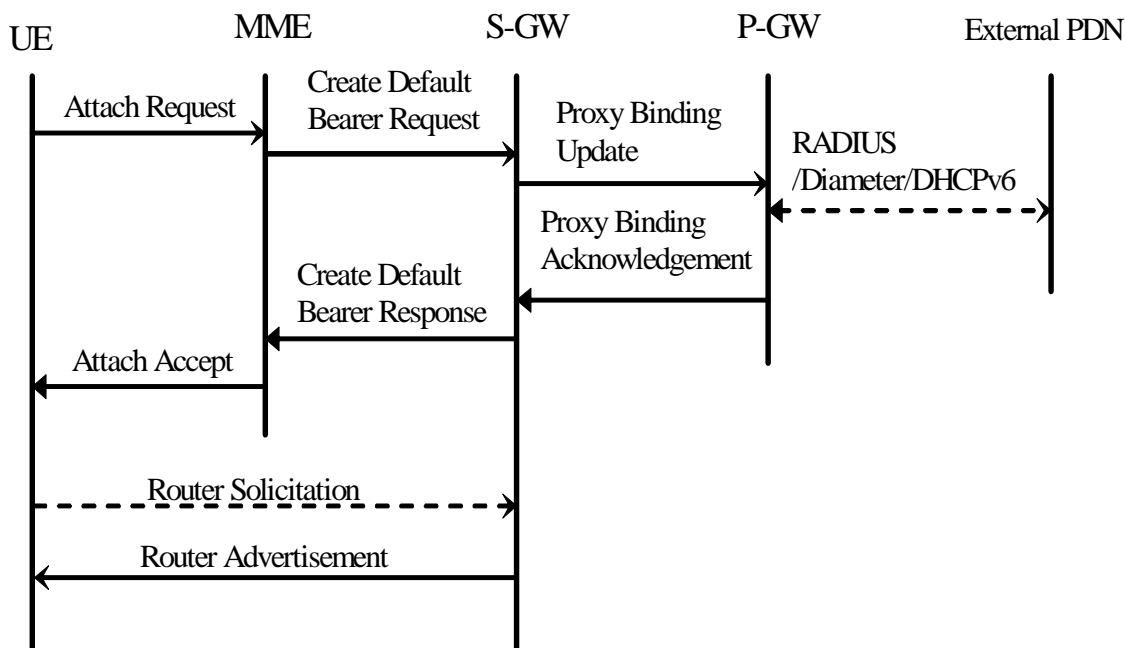 UE
MME
S-GW
P-GW
External PDN
Attach Request
Create Default
Bearer Request
Proxy Binding
Update
RADIUS
/Diameter/DHCPv6
Proxy Binding
Acknowledgement
Create Default
Bearer Response
Attach Accept
Router Solicitation
Router Advertisement